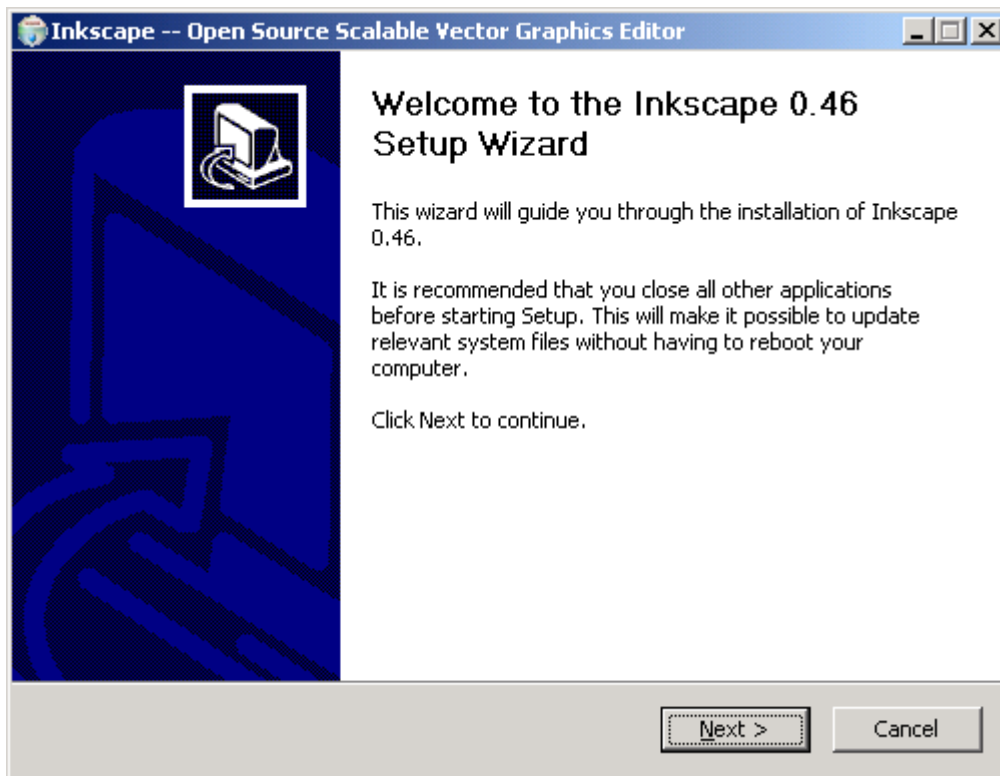 Inkscape -- Open Source Scalable Vector Graphics Editor
Welcome to the Inkscape 0.46
Setup Wizard
This wizard will guide you through the installation of Inkscape
0.46.
It is recommended that you close all other applications
before starting Setup. This will make it possible to update
relevant system files without having to reboot your
computer.
Click Next to continue.
Next >
Cancel